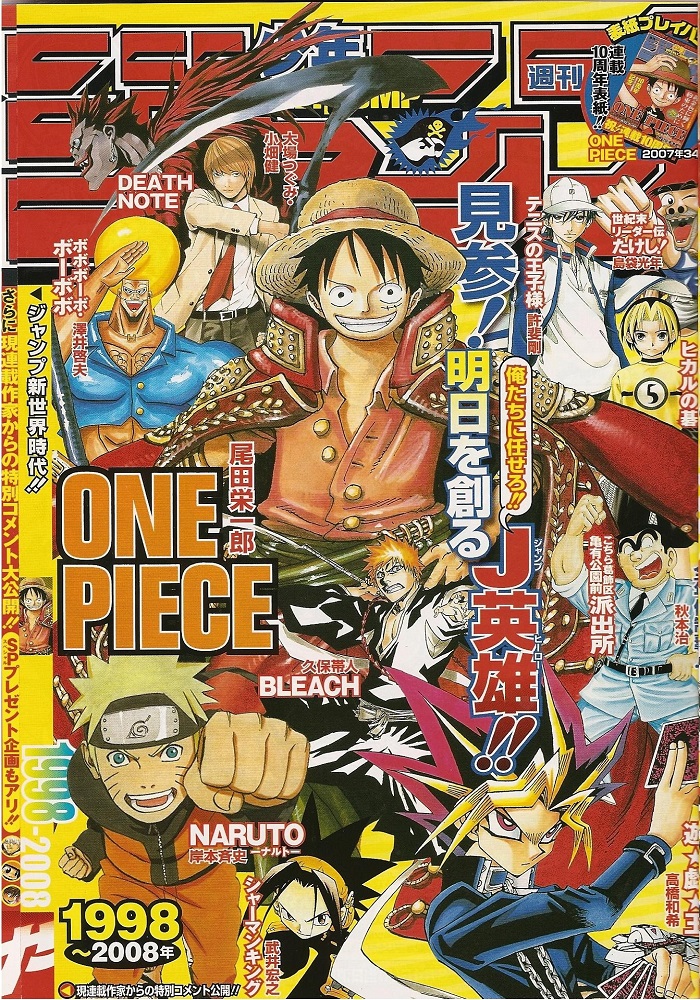 少年
ジャンプ
週刊
表紙プレイバ
連載
10周年表紙!!
ONE
PIECE
2007年34
ONE PIECE
DEATH
NOTE
大場つぐみ・
小畑健
ボボボーボ・
ボーボボ
澤井啓夫
テニスの王子様
許斐剛
世紀末
リーダー伝
たけし!
島袋光年
5
ヒカルの碁
見参!
明日を創る
俺たちに任せろ!!
J英雄!!
ジャンプ
ヒーロー
◀ジャンプ新世界時代!!
さらに現連載作家からの特別コメント大公開!!
SPプレゼント企画もアリ!!
1998-2008
尾田栄一郎
ONE
PIECE
久保帯人
BLEACH
こちら葛飾区
亀有公園前
派出所
秋本治
NARUTO
岸本斉史 ーナルトー
シャーマンキング
武井宏之
遊☆戯☆王
高橋和希
1998
〜2008年
◀現連載作家からの特別コメント公開!!